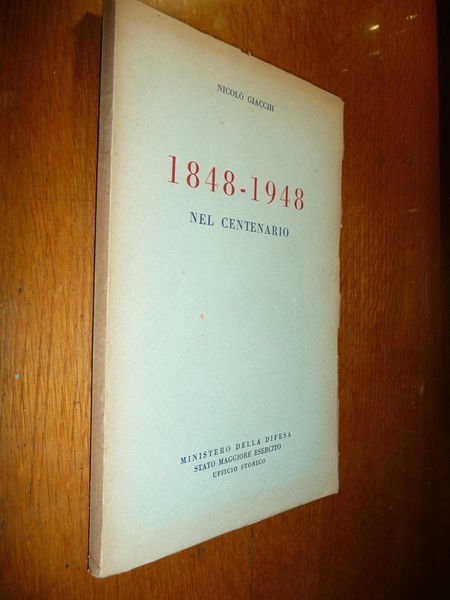 NICOLÒ GIACCHI
1848-1948
NEL CENTENARIO
MINISTERO DELLA DIFESA
STATO MAGGIORE ESERCITO
UFFICIO STORICO